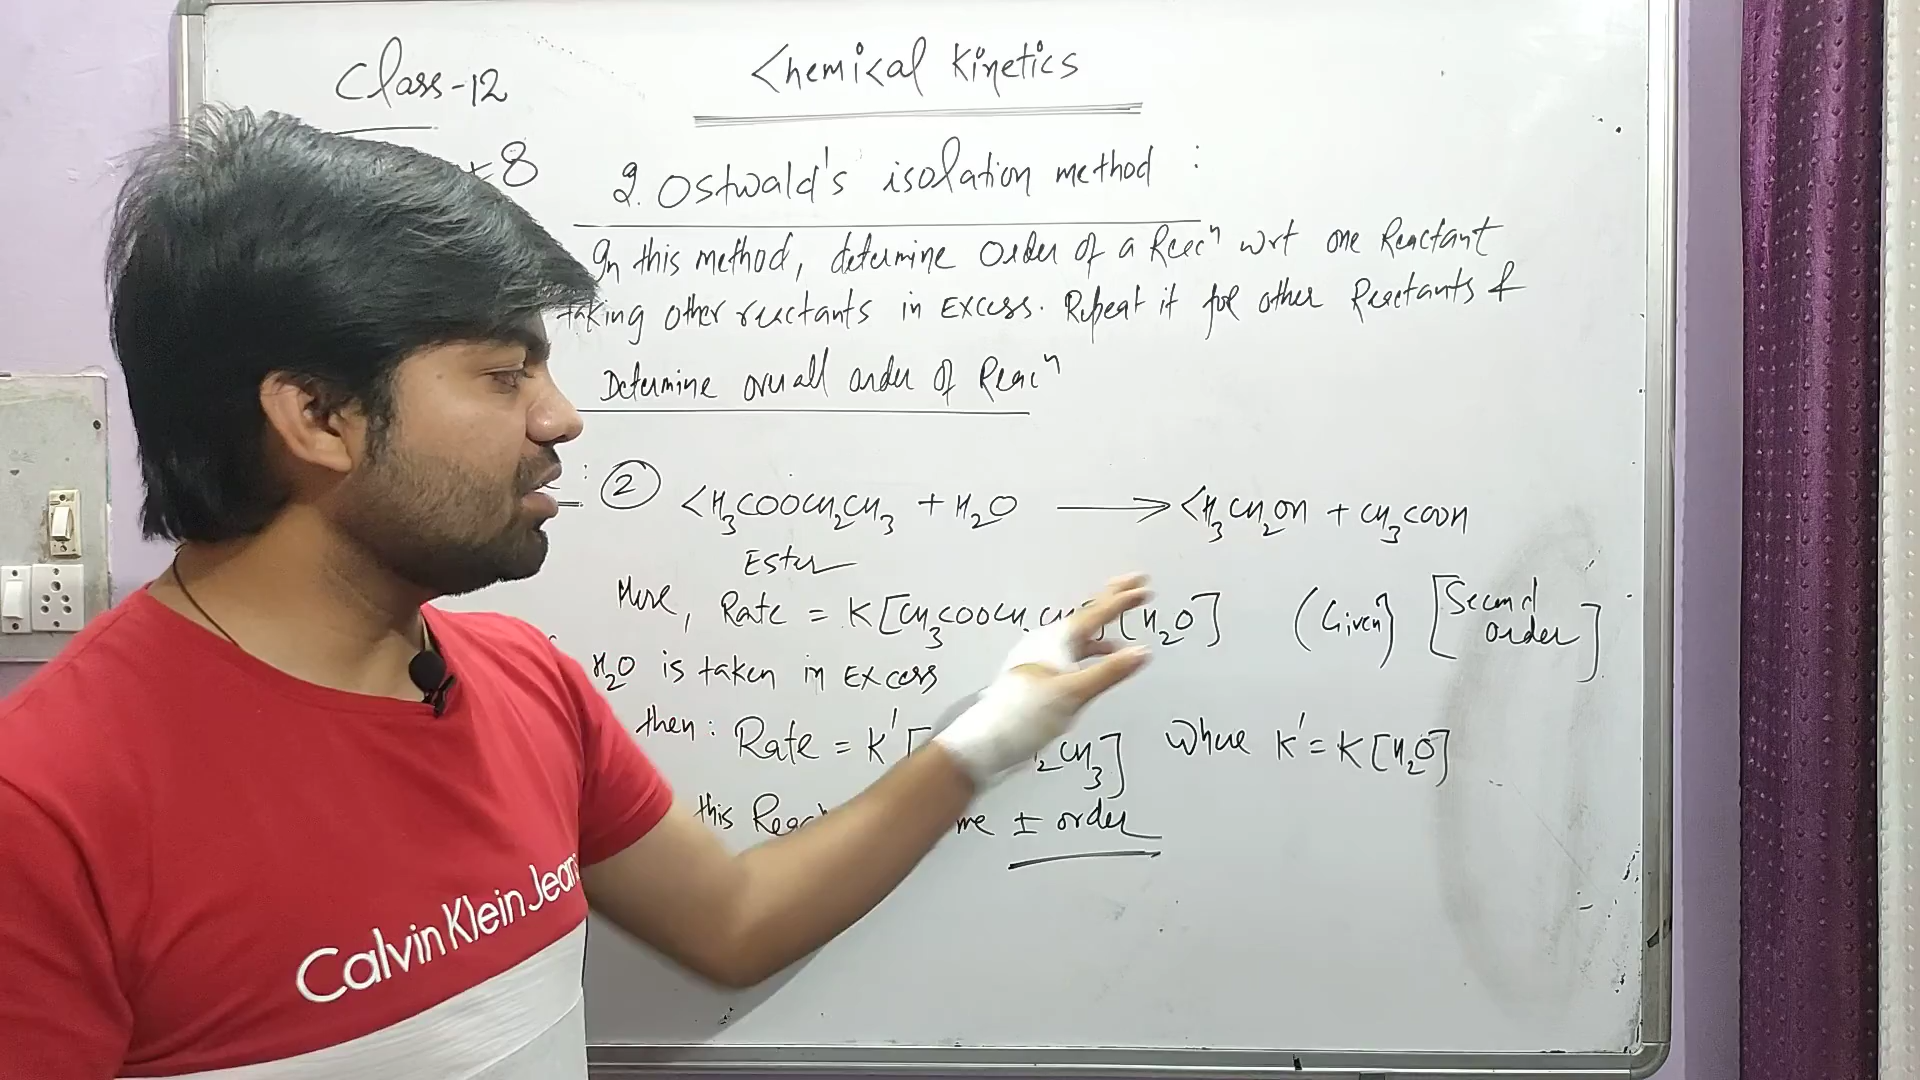 Class-12
Chemical Kinetics
8
2. Ostwald's isolation method :
In this method, determine Order of a Reacⁿ wrt one Reactant
taking other reactants in Excess. Repeat it for other Reactants &
Determine overall order of Reacⁿ
② CH₃COOCH₂CH₃ + H₂O ⟶ CH₃CH₂OH + CH₃COOH
Ester
Here, Rate = K[CH₃COOCH₂CH₃][H₂O] (Given) [Second order]
H₂O is taken in Excess
then: Rate = K'[ ₂CH₃] Where K' = K[H₂O]
this Reacⁿ me I order
Calvin Klein Jeans